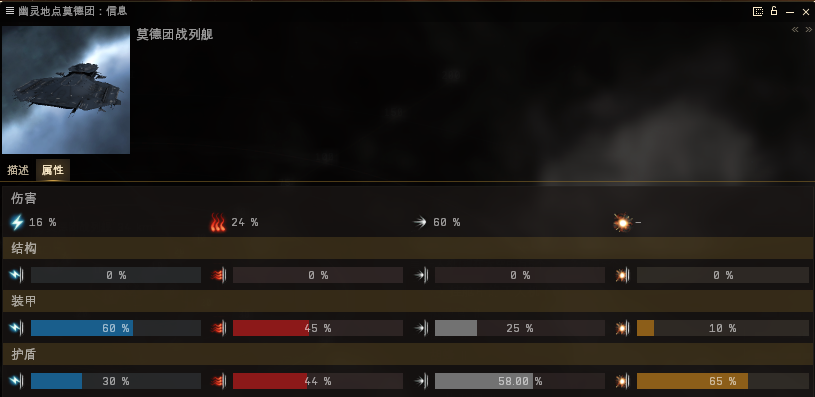 幽灵地点莫德团：信息
莫德团战列舰
描述 属性
伤害
16 % 24 % 60 % –
结构
0 % 0 % 0 % 0 %
装甲
60 % 45 % 25 % 10 %
护盾
30 % 44 % 58.00 % 65 %